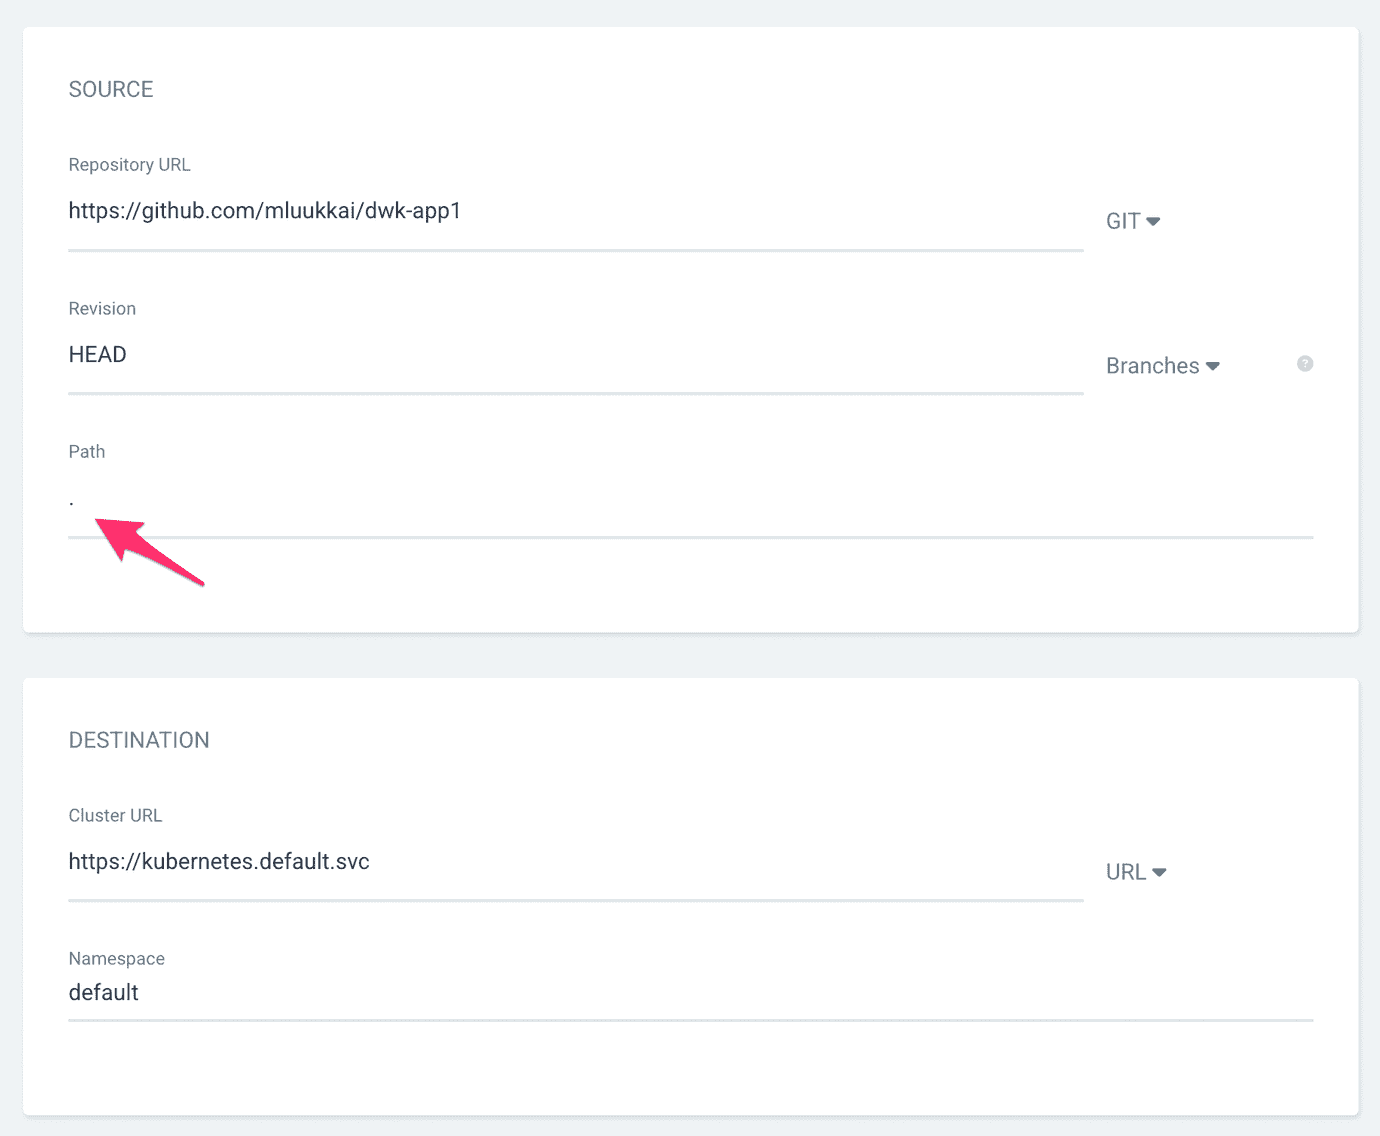 SOURCE
Repository URL
https://github.com/mluukkai/dwk-app1
GIT
Revision
HEAD
Branches
?
Path
.
DESTINATION
Cluster URL
https://kubernetes.default.svc
URL
Namespace
default